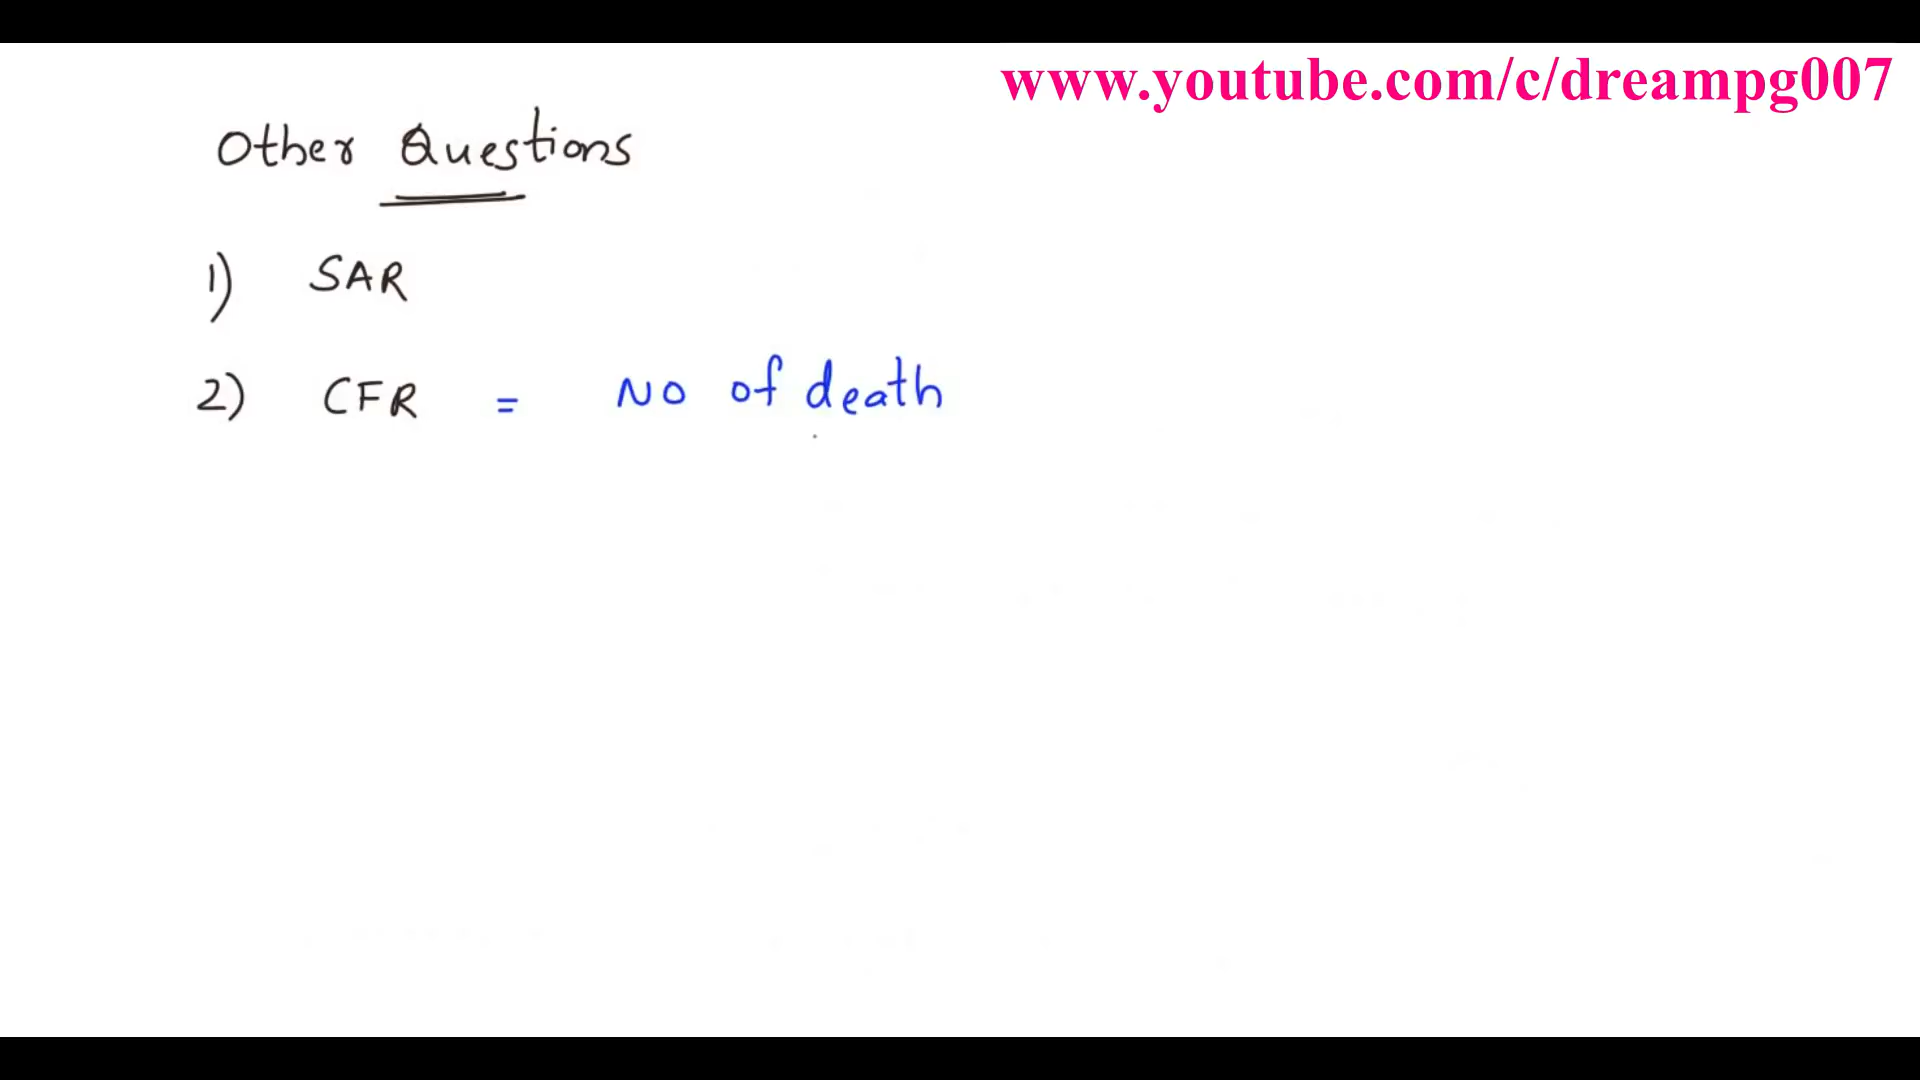 www.youtube.com/c/dreampg007
Other Questions
1) SAR
2) CFR = No of death